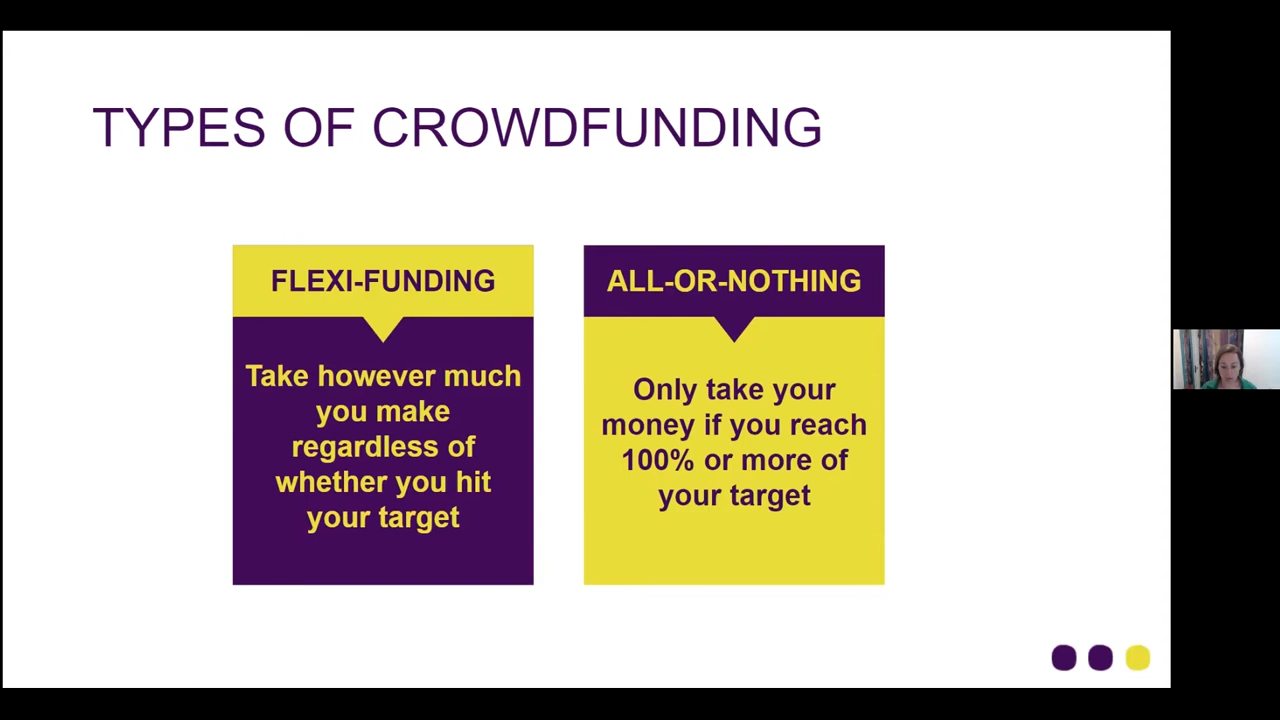 TYPES OF CROWDFUNDING
FLEXI-FUNDING
Take however much
you make
regardless of
whether you hit
your target
ALL-OR-NOTHING
Only take your
money if you reach
100% or more of
your target